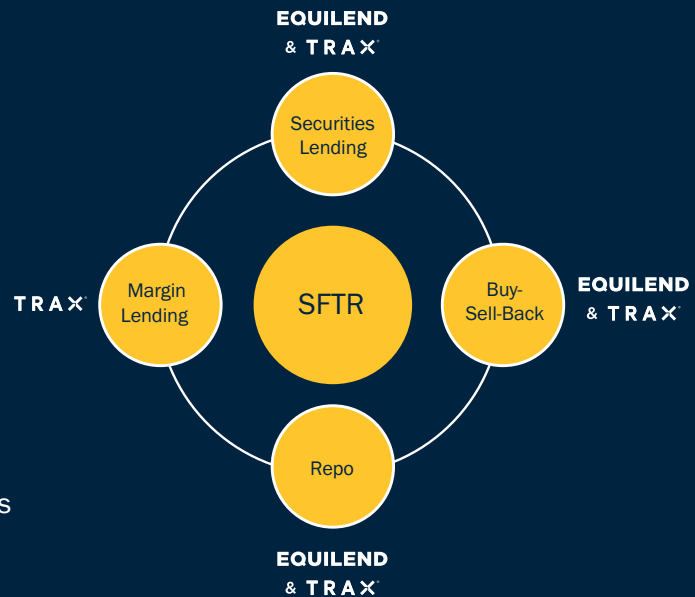 EQUILEND
& TRAX
Securities
Lending
TRAX
Margin
Lending
SFTR
Buy-
Sell-Back
EQUILEND
& TRAX
Repo
s
EQUILEND
& TRAX